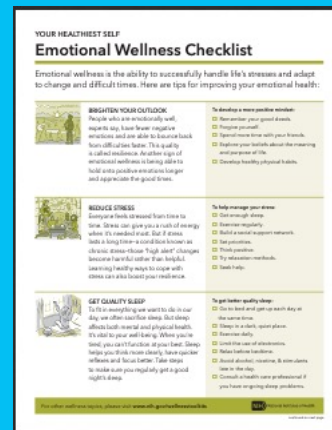 YOUR HEALTHIEST SELF
Emotional Wellness Checklist
Emotional wellness is the ability to successfully handle life's stresses and adapt
to change and difficult times. Here are tips for improving your emotional health:
BRIGHTEN YOUR OUTLOOK
People who are emotionally well,
experts say, have fewer negative
emotions and are able to bounce back
from difficulties faster. This quality
is called resilience. Another sign of
emotional wellness is being able to
hold onto positive emotions longer
and appreciate the good times.
To develop a more positive mindset:
Remember your good deeds.
Forgive yourself.
Spend more time with your friends.
Explore your beliefs about the meaning
and purpose of life.
Develop healthy physical habits.
REDUCE STRESS
Everyone feels stressed from time to
time. Stress can give you a rush of energy
when it's needed most. But if stress
lasts a long time—a condition known as
chronic stress—those "high alert" changes
become harmful rather than helpful.
Learning healthy ways to cope with
stress can also boost your resilience.
To help manage your stress:
Get enough sleep.
Exercise regularly.
Build a social support network.
Set priorities.
Think positive.
Try relaxation methods.
Seek help.
GET QUALITY SLEEP
To fit in everything we want to do in our
day, we often sacrifice sleep. But sleep
affects both mental and physical health.
It's vital to your well-being. When you're
tired, you can't function at your best. Sleep
helps you think more clearly, have quicker
reflexes and focus better. Take steps
to make sure you regularly get a good
night's sleep.
To get better quality sleep:
Go to bed and get up each day at
the same time.
Sleep in a dark, quiet place.
Exercise daily.
Limit the use of electronics.
Relax before bedtime.
Avoid alcohol, nicotine, & stimulants
late in the day.
Consult a health care professional if
you have ongoing sleep problems.
For other wellness topics, please visit www.nih.gov/wellnesstoolkits
NIH National Institutes of Health